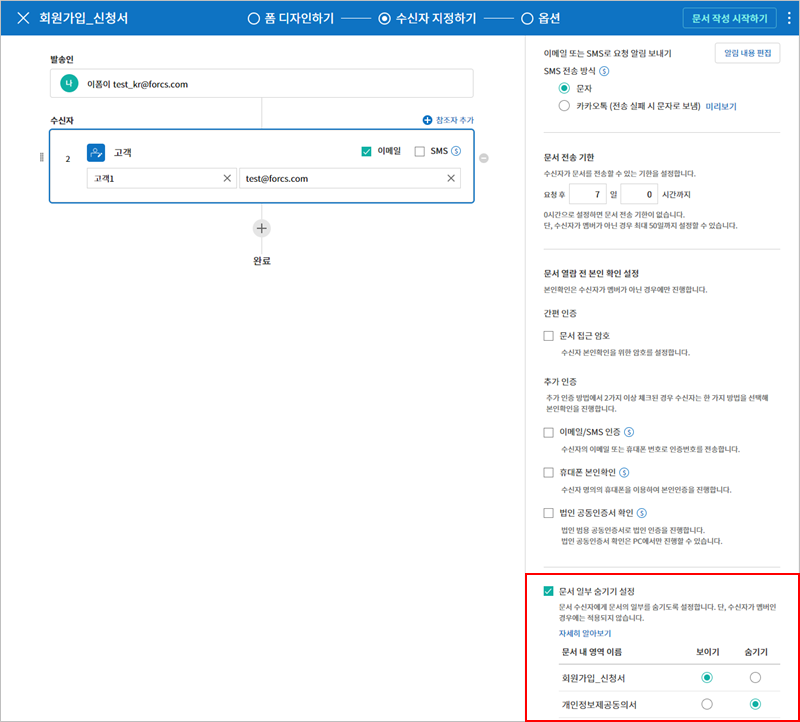 회원가입_신청서
폼 디자인하기
수신자 지정하기
옵션
문서 작성 시작하기
발송인
나
이폼이 test_kr@forcs.com
수신자
참조자 추가
2
고객
이메일
SMS
고객1
test@forcs.com
완료
이메일 또는 SMS로 요청 알림 보내기
알림 내용 편집
SMS 전송 방식
문자
카카오톡 (전송 실패 시 문자로 보냄) 미리보기
문서 전송 기한
수신자가 문서를 전송할 수 있는 기한을 설정합니다.
요청 후 7 일 0 시간까지
0시간으로 설정하면 문서 전송 기한이 없습니다.
단, 수신자가 멤버가 아닌 경우 최대 50일까지 설정할 수 있습니다.
문서 열람 전 본인 확인 설정
본인확인은 수신자가 멤버가 아닌 경우에만 진행합니다.
간편 인증
문서 접근 암호
수신자 본인확인을 위한 암호를 설정합니다.
추가 인증
추가 인증 방법에서 2가지 이상 체크된 경우 수신자는 한 가지 방법을 선택해
본인확인을 진행합니다.
이메일/SMS 인증
수신자의 이메일 또는 휴대폰 번호로 인증번호를 전송합니다.
휴대폰 본인확인
수신자 명의의 휴대폰을 이용하여 본인인증을 진행합니다.
법인 공동인증서 확인
법인 범용 공동인증서로 법인 인증을 진행합니다.
법인 공동인증서 확인은 PC에서만 진행할 수 있습니다.
문서 일부 숨기기 설정
문서 수신자에게 문서의 일부를 숨기도록 설정합니다. 단, 수신자가 멤버인
경우에는 적용되지 않습니다.
자세히 알아보기
문서 내 영역 이름 보이기 숨기기
회원가입_신청서
개인정보제공동의서